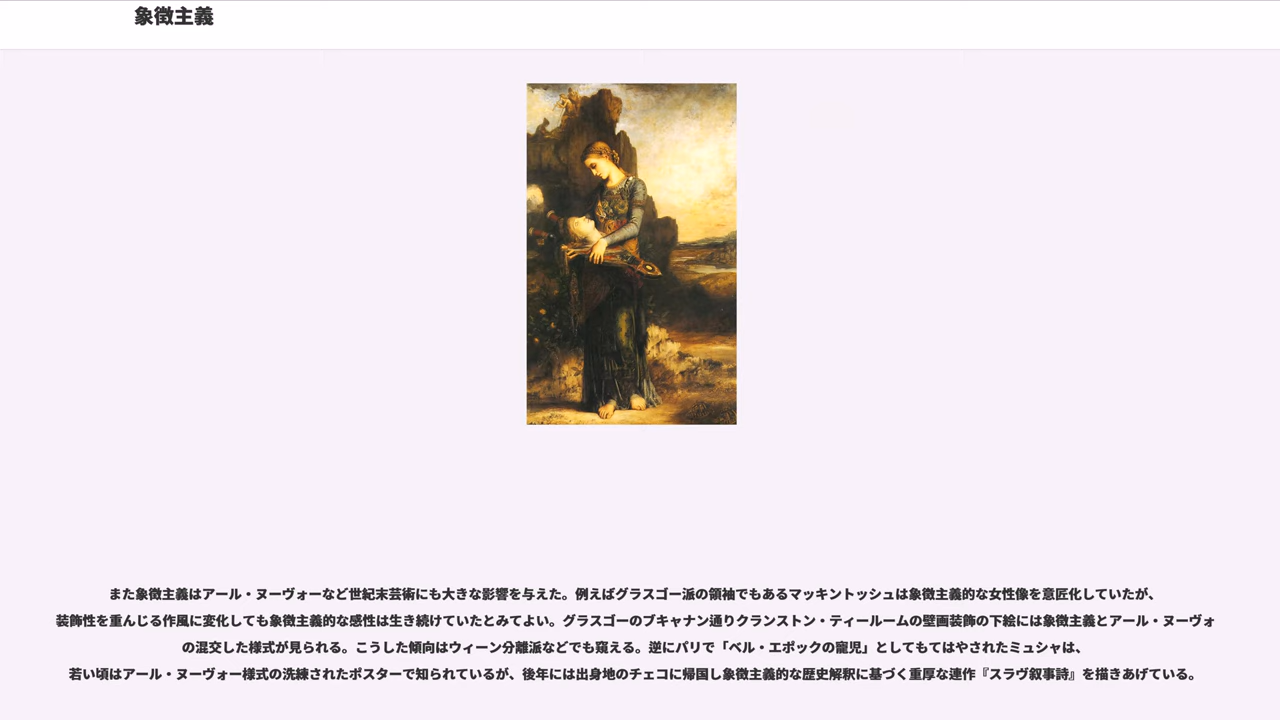 象徴主義
また象徴主義はアール・ヌーヴォーなど世紀末芸術にも大きな影響を与えた。例えばグラスゴー派の領袖でもあるマッキントッシュは象徴主義的な女性像を意匠化していたが、
装飾性を重んじる作風に変化しても象徴主義的な感性は生き続けていたとみてよい。グラスゴーのブキャナン通りクランストン・ティールームの壁画装飾の下絵には象徴主義とアール・ヌーヴォ
の混交した様式が見られる。こうした傾向はウィーン分離派などでも窺える。逆にパリで「ベル・エポックの寵児」としてもてはやされたミュシャは、
若い頃はアール・ヌーヴォー様式の洗練されたポスターで知られているが、後年には出身地のチェコに帰国し象徴主義的な歴史解釈に基づく重厚な連作『スラヴ叙事詩』を描きあげている。